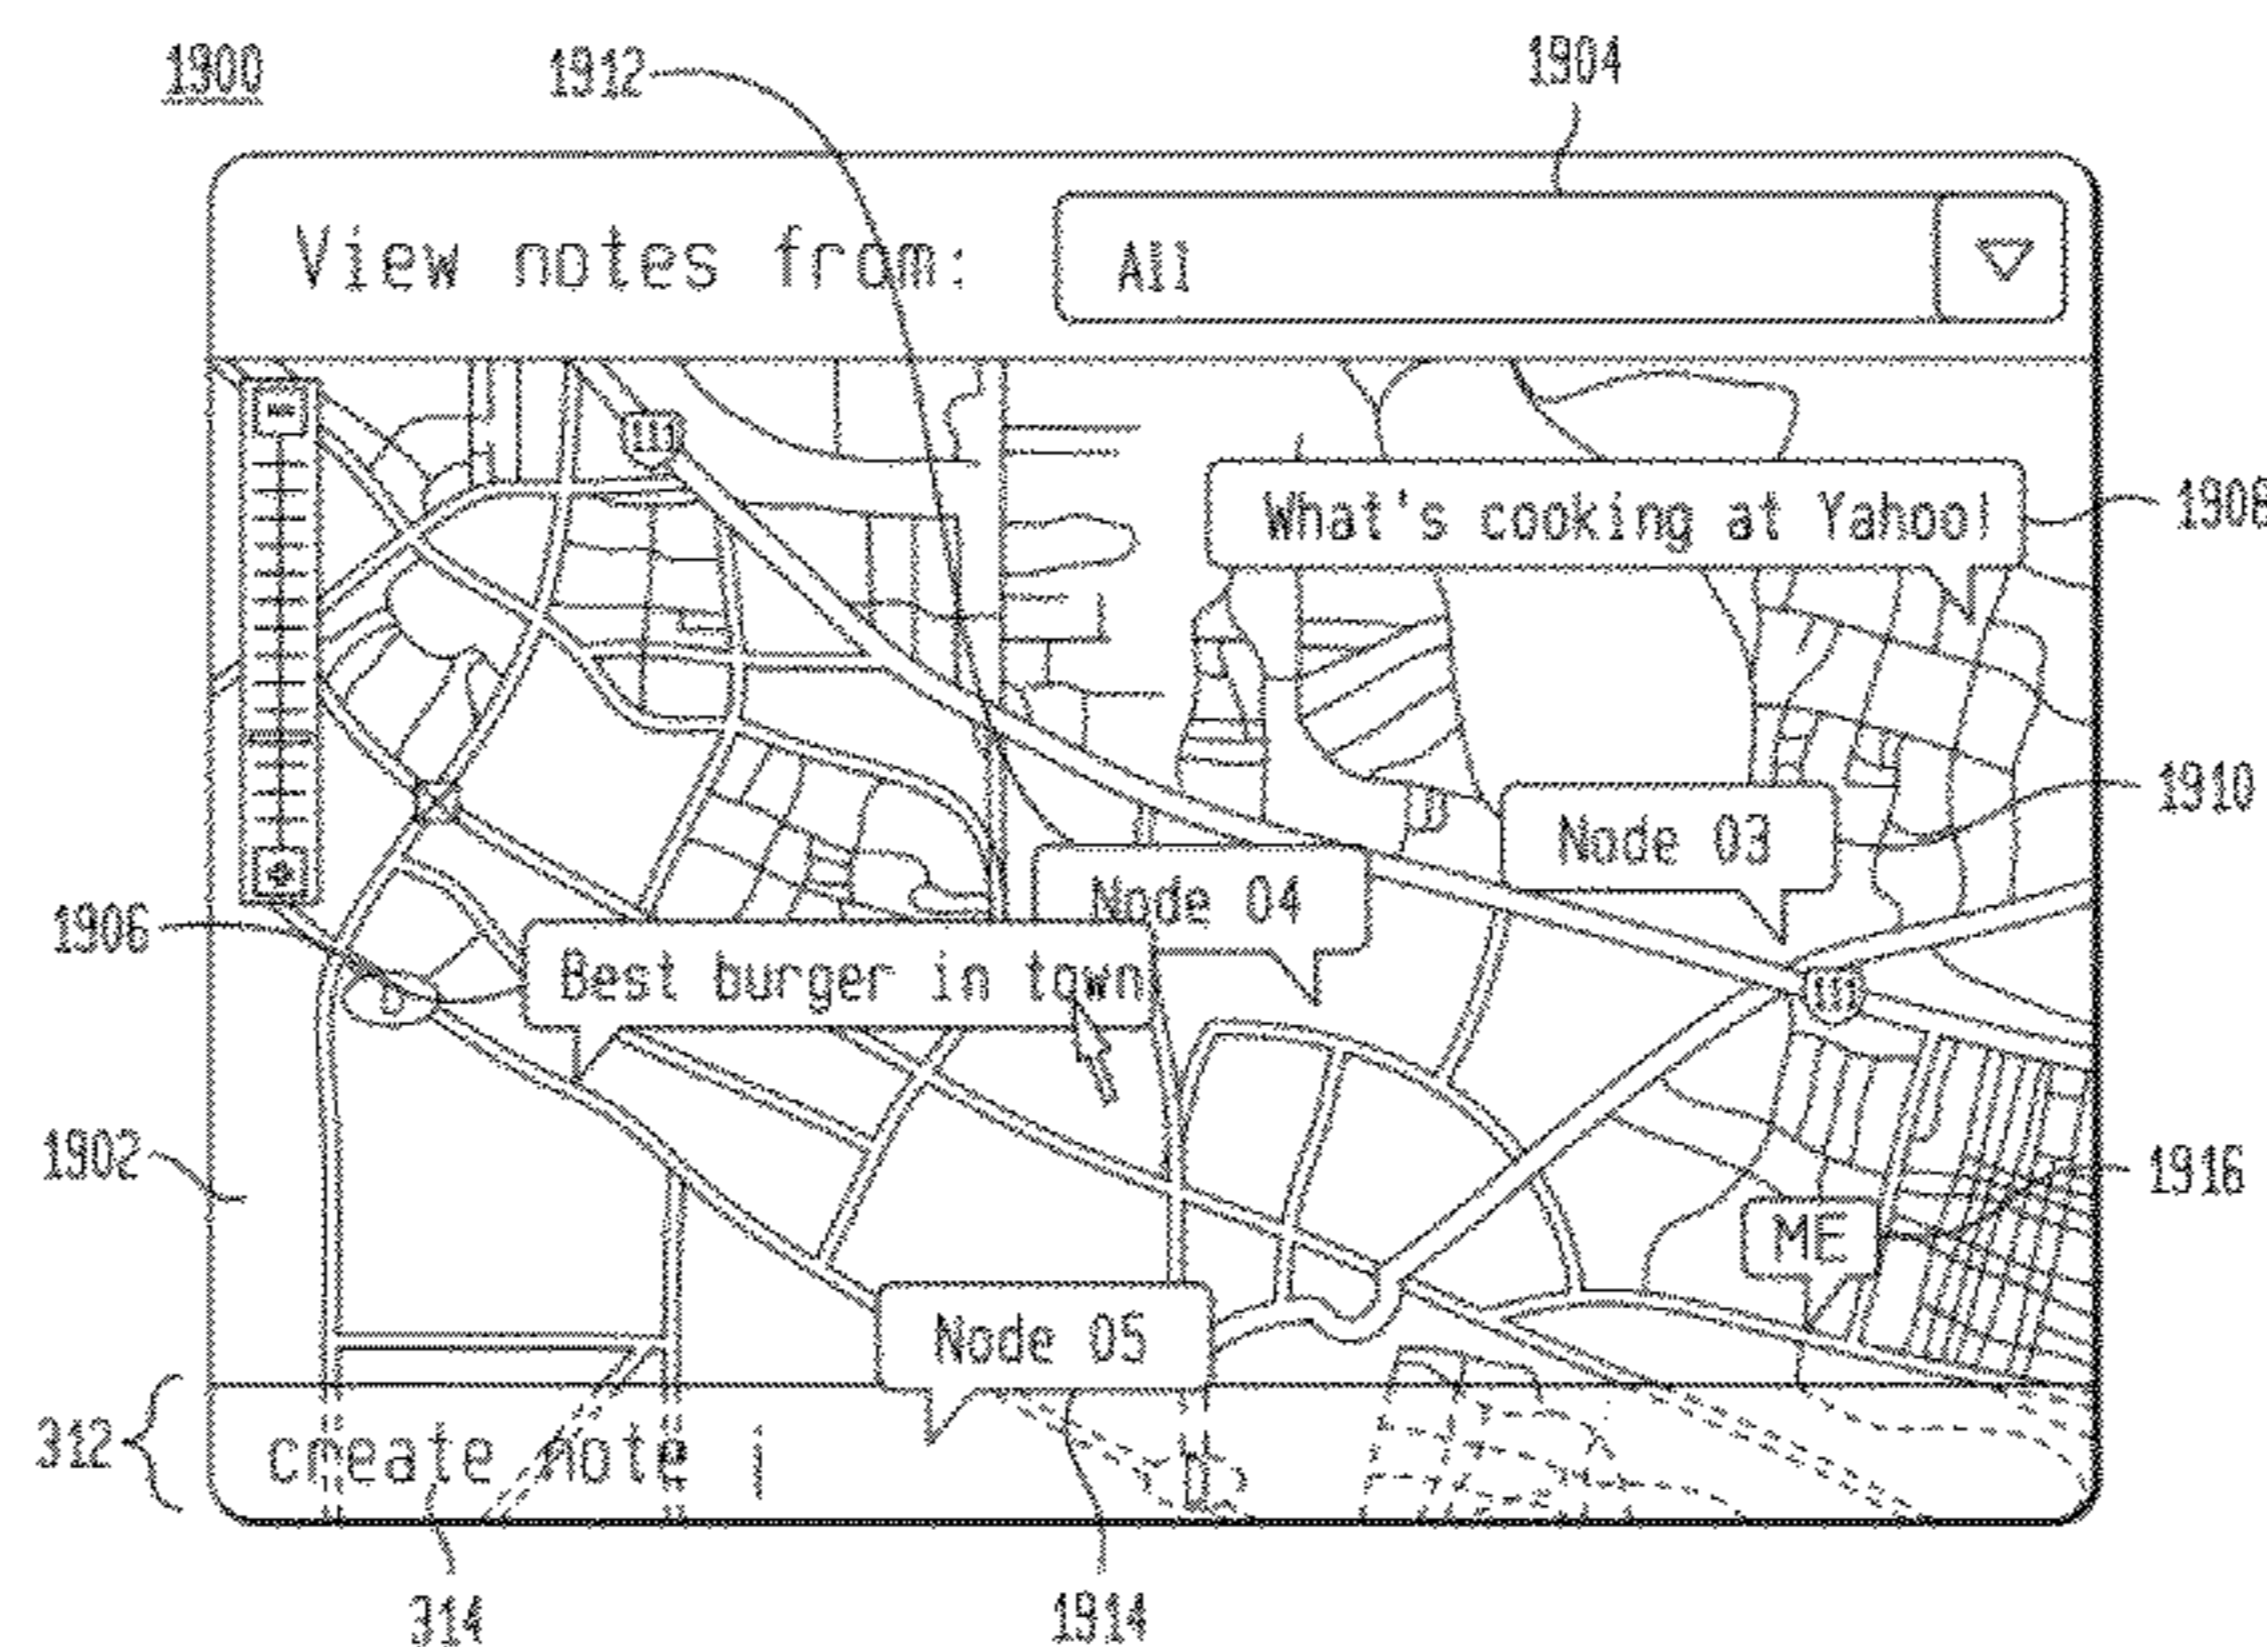 1900
1912
1904
View notes from:
All
What's cooking at Yahoo!
1908
1910
Node 03
Node 04
1906
Best burger in town
1902
1916
ME
Node 05
312
create note
314
1914